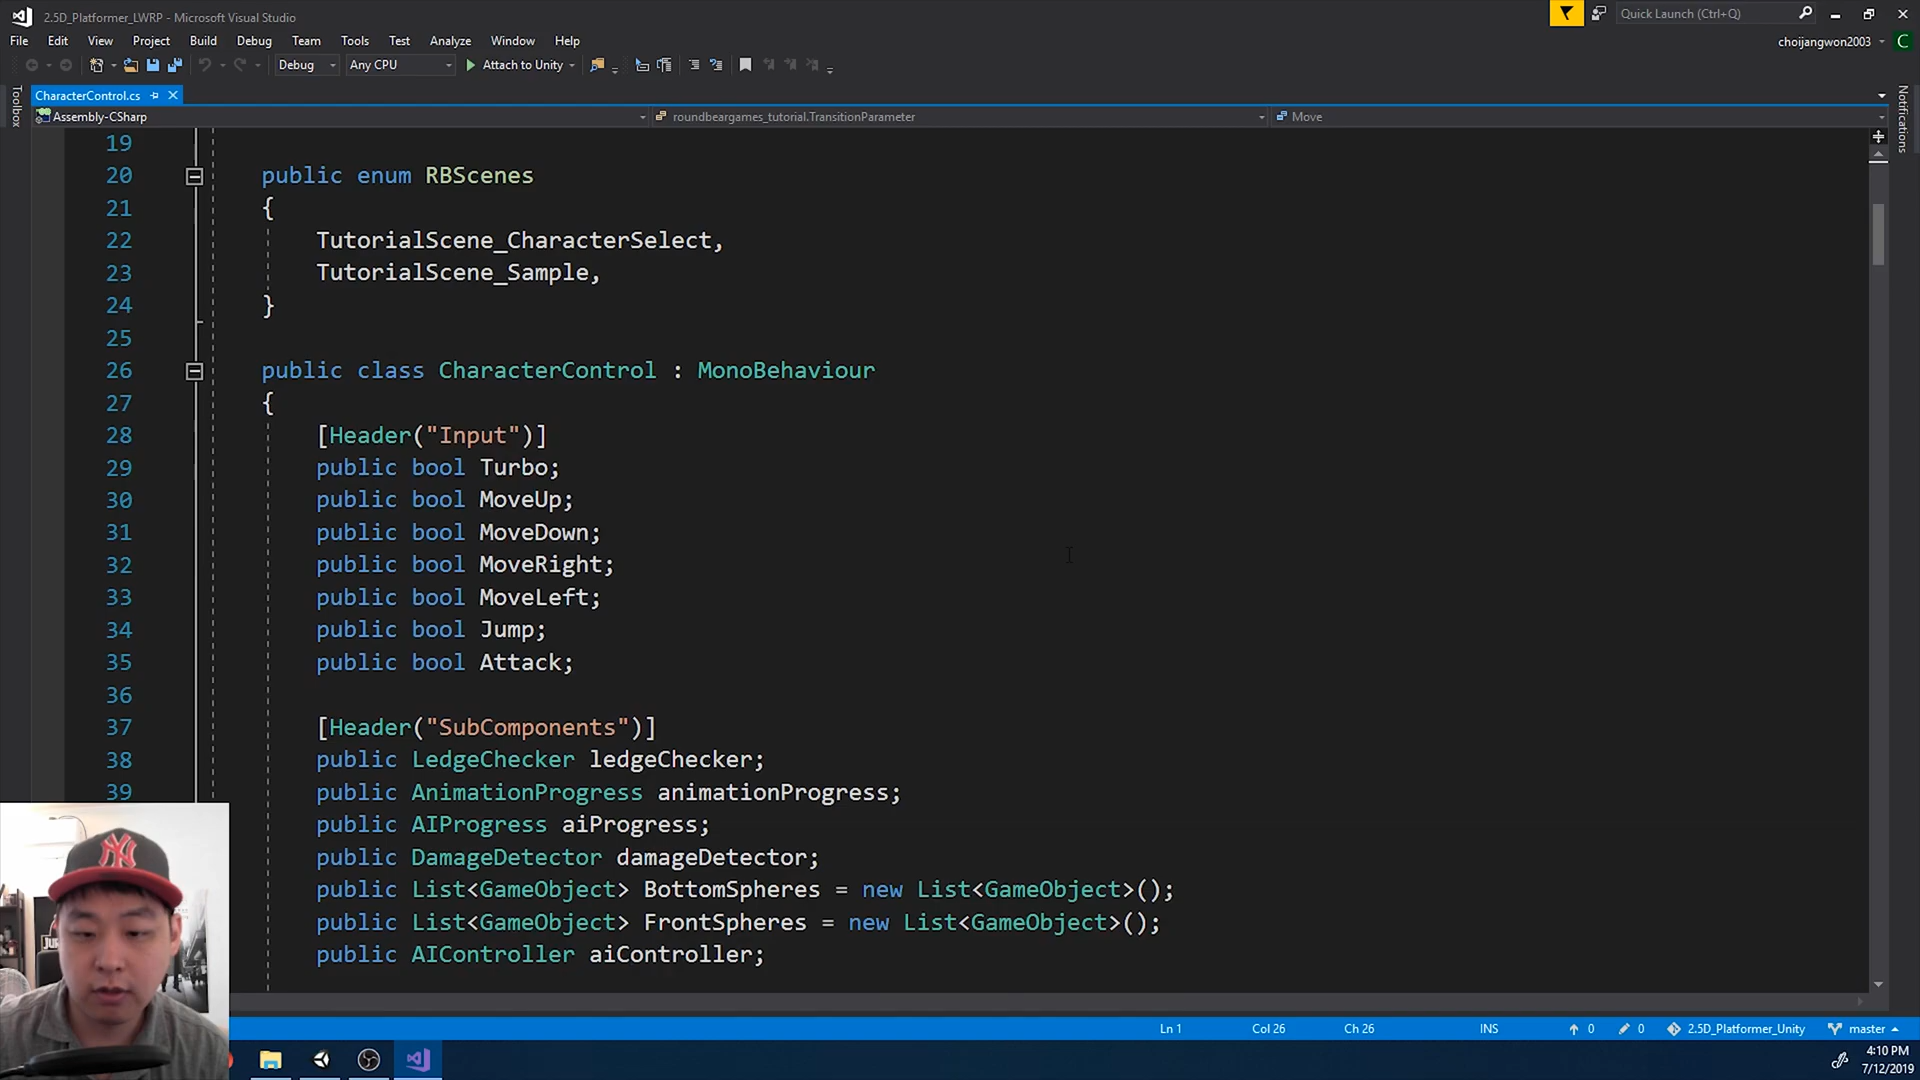 2.5D_Platformer_LWRP - Microsoft Visual Studio
Quick Launch (Ctrl+Q)
File Edit View Project Build Debug Team Tools Test Analyze Window Help
choijangwon2003 C
Debug Any CPU Attach to Unity
Toolbox
CharacterControl.cs
Notifications
Assembly-CSharp roundbeargames_tutorial.TransitionParameter Move
19
20 public enum RBScenes
21 {
22 TutorialScene_CharacterSelect,
23 TutorialScene_Sample,
24 }
25
26 public class CharacterControl : MonoBehaviour
27 {
28 [Header("Input")]
29 public bool Turbo;
30 public bool MoveUp;
31 public bool MoveDown;
32 public bool MoveRight;
33 public bool MoveLeft;
34 public bool Jump;
35 public bool Attack;
36
37 [Header("SubComponents")]
38 public LedgeChecker ledgeChecker;
39 public AnimationProgress animationProgress;
public AIProgress aiProgress;
public DamageDetector damageDetector;
public List<GameObject> BottomSpheres = new List<GameObject>();
public List<GameObject> FrontSpheres = new List<GameObject>();
public AIController aiController;
Ln 1 Col 26 Ch 26 INS 0 0 2.5D_Platformer_Unity master
4:10 PM
7/12/2019